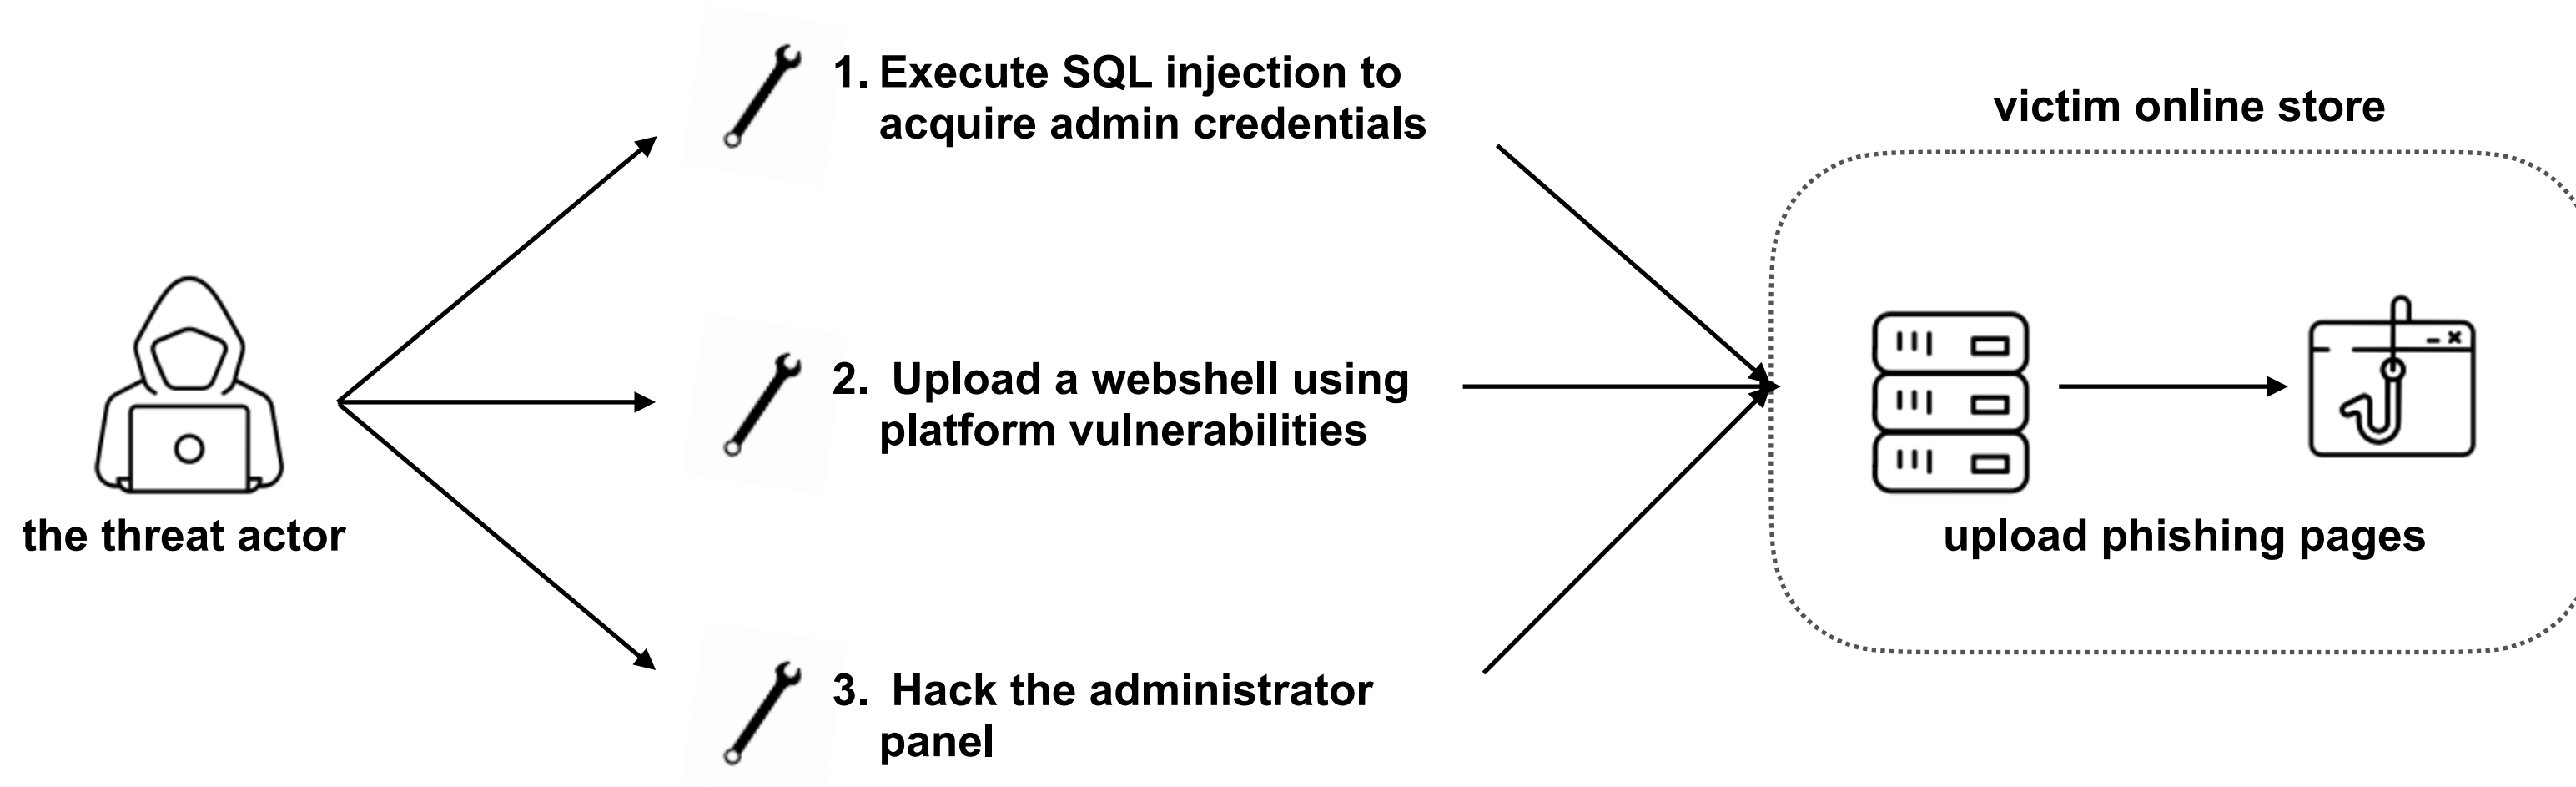 1. Execute SQL injection to
acquire admin credentials
victim online store
2. Upload a webshell using
platform vulnerabilities
the threat actor
upload phishing pages
3. Hack the administrator
panel